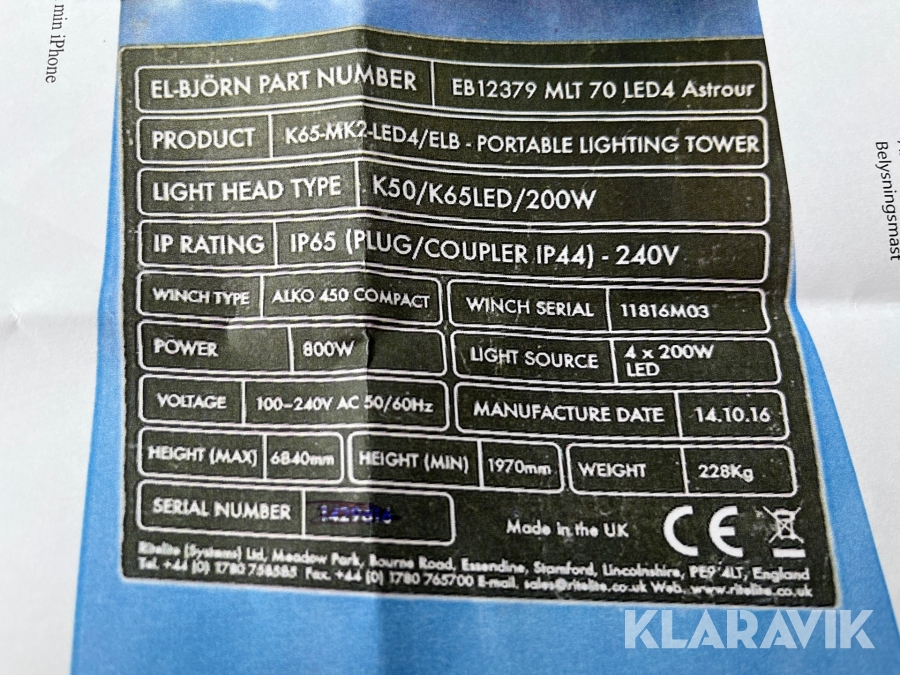 min iPhone
EL-BJÖRN PART NUMBER EB12379 MLT 70 LED4 Astrour
PRODUCT K65-MK2-LED4/ELB - PORTABLE LIGHTING TOWER
LIGHT HEAD TYPE K50/K65LED/200W
IP RATING IP65 (PLUG/COUPLER IP44) - 240V
WINCH TYPE ALKO 450 COMPACT WINCH SERIAL 11816M03
POWER 800W LIGHT SOURCE 4 x 200W
LED
VOLTAGE 100-240V AC 50/60Hz MANUFACTURE DATE 14.10.16
HEIGHT (MAX) 6840mm HEIGHT (MIN) 1970mm WEIGHT 228Kg
SERIAL NUMBER
Made in the UK CE
Ritelite (Systems) Ltd, Meadow Park, Bourne Road, Essendine, Stamford, Lincolnshire, PE9 4LT, England
Tel. +44 (0) 1780 758585 Fax. +44 (0) 1780 765700 E-mail. sales@ritelite.co.uk Web. www.ritelite.co.uk
Belysningsmast
KLARAVIK